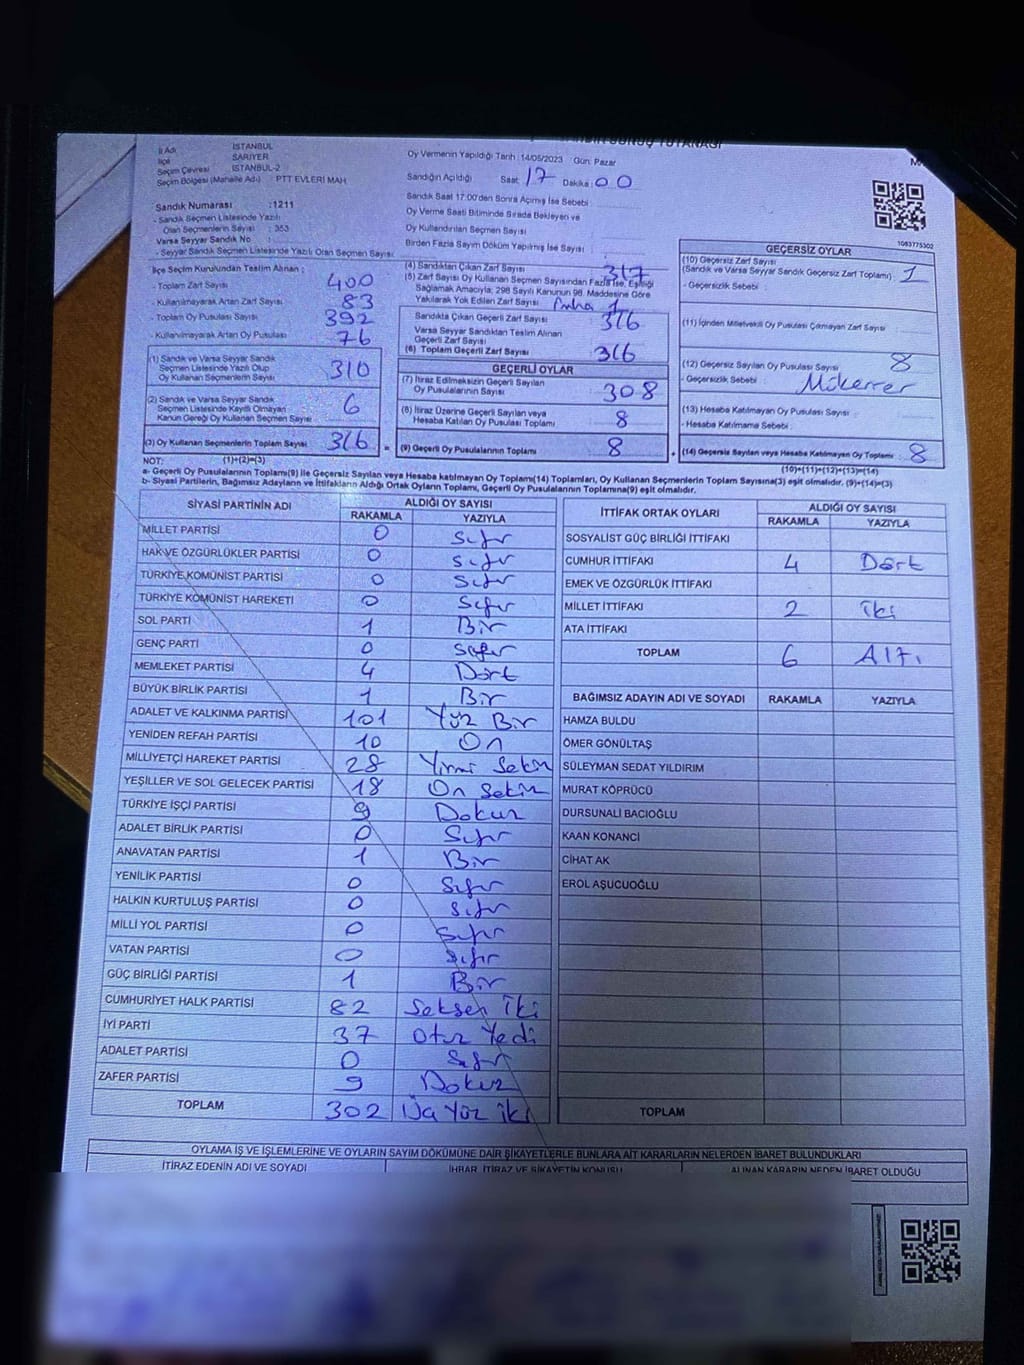 SONUÇ TUTANAĞI
İl Adı : İSTANBUL
İlçe : SARIYER
Seçim Çevresi : İSTANBUL-2
Seçim Bölgesi (Mahalle Adı) : PTT EVLERİ MAH
Sandık Numarası : 1211
- Sandık Seçmen Listesinde Yazılı
Olan Seçmenlerin Sayısı : 353
Varsa Seyyar Sandık No :
- Seyyar Sandık Seçmen Listesinde Yazılı Olan Seçmen Sayısı
Oy Vermenin Yapıldığı Tarih : 14/05/2023 Gün: Pazar
Sandığın Açıldığı Saat: 17 Dakika: 00
Sandık Saat 17:00'den Sonra Açılmış İse Sebebi :
Oy Verme Saati Bitiminde Sırada Bekleyen ve
Oy Kullandırılan Seçmen Sayısı :
Birden Fazla Sayım Döküm Yapılmış İse Sayısı :
1083775302
İlçe Seçim Kurulundan Teslim Alınan :
- Toplam Zarf Sayısı 400
- Kullanılmayarak Artan Zarf Sayısı 83
- Toplam Oy Pusulası Sayısı 392
- Kullanılmayarak Artan Oy Pusulası 76
(1) Sandık ve Varsa Seyyar Sandık
Seçmen Listesinde Yazılı Olup
Oy Kullanan Seçmenlerin Sayısı 310
(2) Sandık ve Varsa Seyyar Sandık
Seçmen Listesinde Kayıtlı Olmayan
Kanun Gereği Oy Kullanan Seçmen Sayısı 6
(3) Oy Kullanan Seçmenlerin Toplam Sayısı 316
(4) Sandıktan Çıkan Zarf Sayısı 317
(5) Zarf Sayısı Oy Kullanan Seçmen Sayısından Fazla İse, Eşitliği
Sağlamak Amacıyla; 298 Sayılı Kanunun 98. Maddesine Göre
Yakılarak Yok Edilen Zarf Sayısı 1
Sandıkta Çıkan Geçerli Zarf Sayısı 316
Varsa Seyyar Sandıktan Teslim Alınan
Geçerli Zarf Sayısı
(6) Toplam Geçerli Zarf Sayısı 316
GEÇERLİ OYLAR
(7) İtiraz Edilmeksizin Geçerli Sayılan
Oy Pusulalarının Sayısı 308
(8) İtiraz Üzerine Geçerli Sayılan veya
Hesaba Katılan Oy Pusulası Toplamı 8
= (9) Geçerli Oy Pusulalarının Toplamı 8
GEÇERSİZ OYLAR
(10) Geçersiz Zarf Sayısı
(Sandık ve Varsa Seyyar Sandık Geçersiz Zarf Toplamı) : 1
- Geçersizlik Sebebi :
(11) İçinden Milletvekili Oy Pusulası Çıkmayan Zarf Sayısı :
(12) Geçersiz Sayılan Oy Pusulası Sayısı 8
- Geçersizlik Sebebi : Mükerrer
(13) Hesaba Katılmayan Oy Pusulası Sayısı :
- Hesaba Katılmama Sebebi :
+ (14) Geçersiz Sayılan veya Hesaba Katılmayan Oy Toplamı : 8
NOT: (1)+(2)=(3) (10)+(11)+(12)+(13)=(14)
a- Geçerli Oy Pusulalarının Toplamı(9) ile Geçersiz Sayılan veya Hesaba katılmayan Oy Toplamı(14) Toplamları, Oy Kullanan Seçmenlerin Toplam Sayısına(3) eşit olmalıdır. (9)+(14)=(3)
b- Siyasi Partilerin, Bağımsız Adayların ve İttifakların Aldığı Ortak Oyların Toplamı, Geçerli Oy Pusulalarının Toplamına(9) eşit olmalıdır.
SİYASİ PARTİNİN ADI ALDIĞI OY SAYISI
RAKAMLA YAZIYLA
MİLLET PARTİSİ 0 Sıfır
HAK VE ÖZGÜRLÜKLER PARTİSİ 0 Sıfır
TÜRKİYE KOMÜNİST PARTİSİ 0 Sıfır
TÜRKİYE KOMÜNİST HAREKETİ 0 Sıfır
SOL PARTİ 1 Bir
GENÇ PARTİ 0 Sıfır
MEMLEKET PARTİSİ 4 Dört
BÜYÜK BİRLİK PARTİSİ 1 Bir
ADALET VE KALKINMA PARTİSİ 101 Yüz Bir
YENİDEN REFAH PARTİSİ 10 On
MİLLİYETÇİ HAREKET PARTİSİ 28 Yirmi Sekiz
YEŞİLLER VE SOL GELECEK PARTİSİ 18 On Sekiz
TÜRKİYE İŞÇİ PARTİSİ 9 Dokuz
ADALET BİRLİK PARTİSİ 0 Sıfır
ANAVATAN PARTİSİ 1 Bir
YENİLİK PARTİSİ 0 Sıfır
HALKIN KURTULUŞ PARTİSİ 0 Sıfır
MİLLİ YOL PARTİSİ 0 Sıfır
VATAN PARTİSİ 0 Sıfır
GÜÇ BİRLİĞİ PARTİSİ 1 Bir
CUMHURİYET HALK PARTİSİ 82 Seksen İki
İYİ PARTİ 37 Otuz Yedi
ADALET PARTİSİ 0 Sıfır
ZAFER PARTİSİ 9 Dokuz
TOPLAM 302 Üç Yüz iki
İTTİFAK ORTAK OYLARI ALDIĞI OY SAYISI
RAKAMLA YAZIYLA
SOSYALİST GÜÇ BİRLİĞİ İTTİFAKI
CUMHUR İTTİFAKI 4 Dört
EMEK VE ÖZGÜRLÜK İTTİFAKI
MİLLET İTTİFAKI 2 iki
ATA İTTİFAKI
TOPLAM 6 Altı
BAĞIMSIZ ADAYIN ADI VE SOYADI RAKAMLA YAZIYLA
HAMZA BULDU
ÖMER GÖNÜLTAŞ
SÜLEYMAN SEDAT YILDIRIM
MURAT KÖPRÜCÜ
DURSUNALİ BACIOĞLU
KAAN KONANCI
CİHAT AK
EROL AŞUCUOĞLU
TOPLAM
OYLAMA İŞ VE İŞLEMLERİNE VE OYLARIN SAYIM DÖKÜMÜNE DAİR ŞİKAYETLERLE BUNLARA AİT KARARLARIN NELERDEN İBARET BULUNDUKLARI
İTİRAZ EDENİN ADI VE SOYADI İHBAR, İTİRAZ VE ŞİKAYETİN KONUSU ALINAN KARARIN NEDEN İBARET OLDUĞU